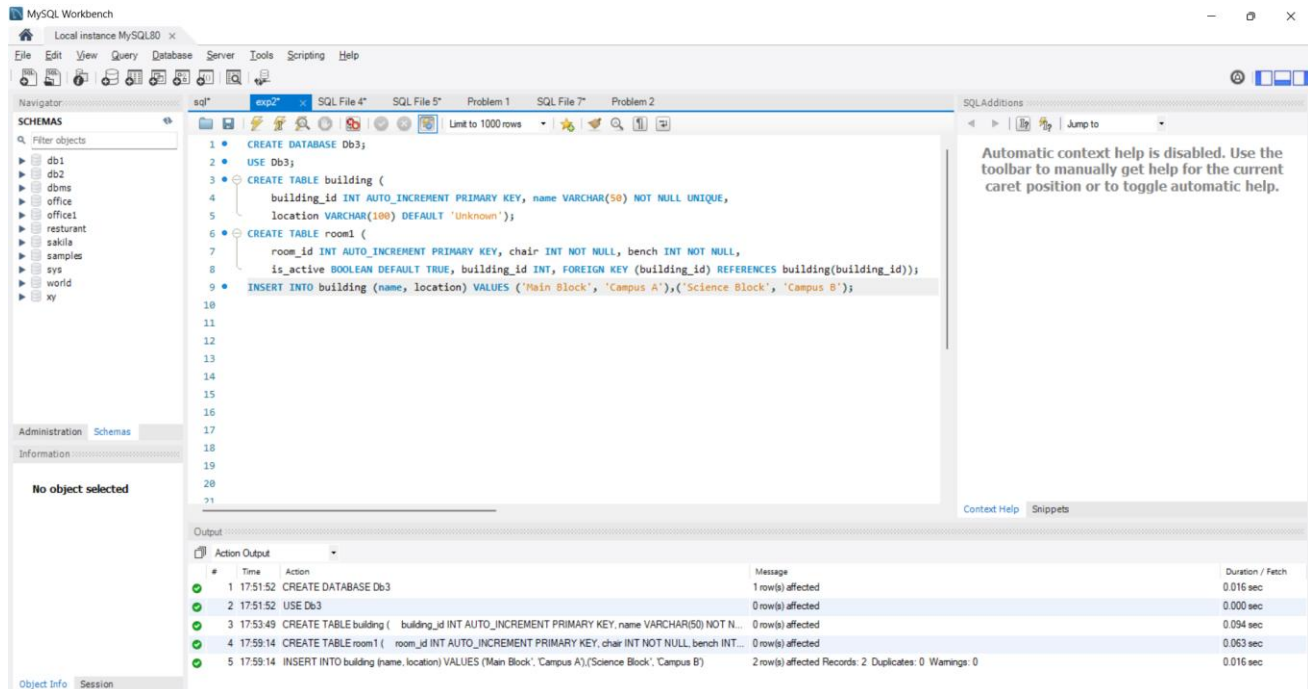 MySQL Workbench
Local instance MySQL80 ×
File Edit View Query Database Server Tools Scripting Help
Navigator
SCHEMAS
Filter objects
db1
db2
dbms
office
office1
resturant
sakila
samples
sys
world
xy
Administration Schemas
Information
No object selected
Object Info Session
sql* exp2* × SQL File 4* SQL File 5* Problem 1 SQL File 7* Problem 2
Limit to 1000 rows
1 CREATE DATABASE Db3;
2 USE Db3;
3 CREATE TABLE building (
4 building_id INT AUTO_INCREMENT PRIMARY KEY, name VARCHAR(50) NOT NULL UNIQUE,
5 location VARCHAR(100) DEFAULT 'Unknown');
6 CREATE TABLE room1 (
7 room_id INT AUTO_INCREMENT PRIMARY KEY, chair INT NOT NULL, bench INT NOT NULL,
8 is_active BOOLEAN DEFAULT TRUE, building_id INT, FOREIGN KEY (building_id) REFERENCES building(building_id));
9 INSERT INTO building (name, location) VALUES ('Main Block', 'Campus A'),('Science Block', 'Campus B');
10
11
12
13
14
15
16
17
18
19
20
21
SQLAdditions
Jump to
Automatic context help is disabled. Use the
toolbar to manually get help for the current
caret position or to toggle automatic help.
Context Help Snippets
Output
Action Output
# Time Action Message Duration / Fetch
1 17:51:52 CREATE DATABASE Db3 1 row(s) affected 0.016 sec
2 17:51:52 USE Db3 0 row(s) affected 0.000 sec
3 17:53:49 CREATE TABLE building ( building_id INT AUTO_INCREMENT PRIMARY KEY, name VARCHAR(50) NOT N... 0 row(s) affected 0.094 sec
4 17:59:14 CREATE TABLE room1 ( room_id INT AUTO_INCREMENT PRIMARY KEY, chair INT NOT NULL, bench INT... 0 row(s) affected 0.063 sec
5 17:59:14 INSERT INTO building (name, location) VALUES ('Main Block', 'Campus A'),('Science Block', 'Campus B') 2 row(s) affected Records: 2 Duplicates: 0 Warnings: 0 0.016 sec